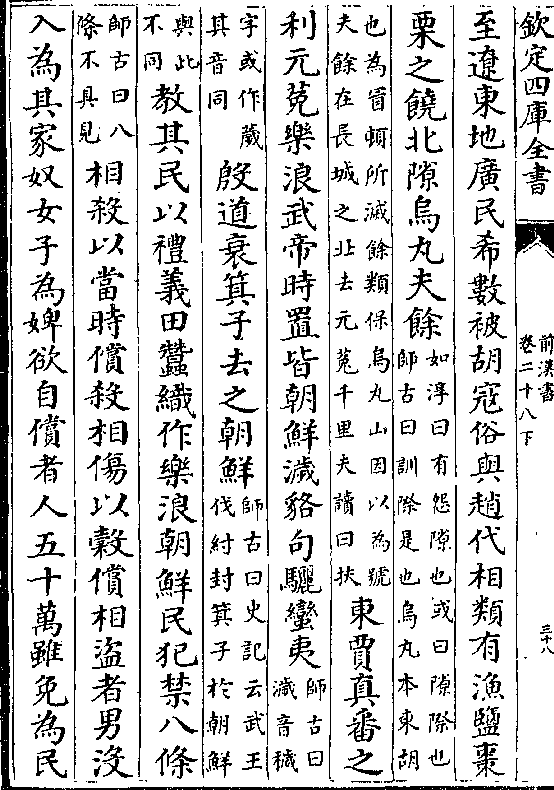 欽定四庫全書
前漢書
卷二十八下
三十八
至遼東地廣民希數被胡寇俗與趙代相類有漁鹽棗
栗之饒北隙烏丸夫餘
如淳曰有怨隙也或曰隙際也
師古曰訓際是也烏丸本東胡
也為冒頓所滅餘類保烏丸山因以為號
夫餘在長城之北去元菟千里夫讀曰扶
東賈真番之
利元菟樂浪武帝時置皆朝鮮濊貉句驪蠻夷
師古曰
濊音穢
字或作薉
其音同
殷道衰箕子去之朝鮮
師古曰史記云武王
伐紂封箕子於朝鮮
與此
不同
教其民以禮義田蠶織作樂浪朝鮮民犯禁八條
師古曰八
條不具見
相殺以當時償殺相傷以穀償相盜者男沒
入為其家奴女子為婢欲自償者人五十萬雖免為民